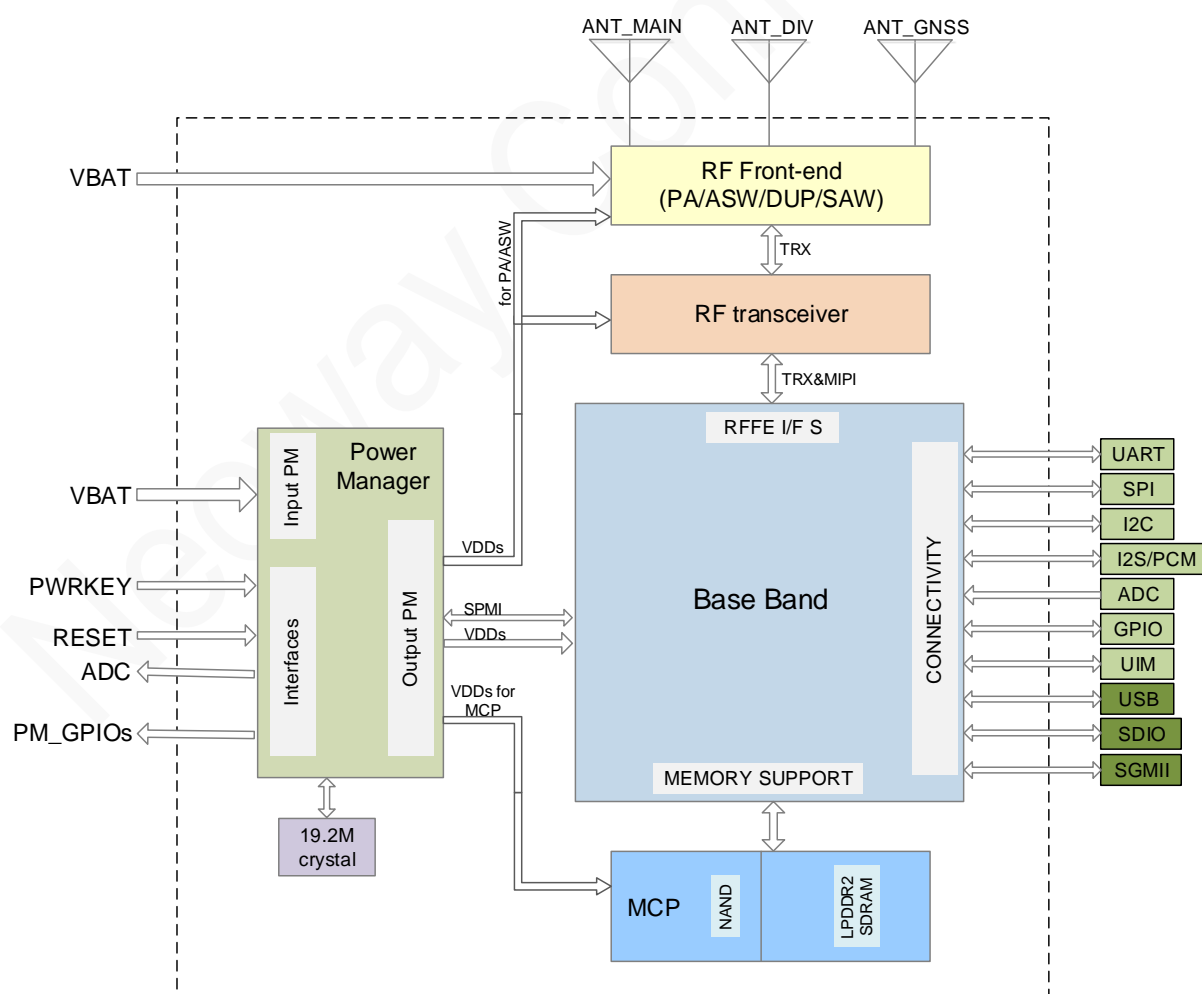 ANT_MAIN
ANT_DIV
ANT_GNSS
VBAT
RF Front-end
(PA/ASW/DUP/SAW)
for PA/ASW
TRX
RF transceiver
TRX&MIPI
RFFE I/F S
Power
Manager
Input PM
VBAT
VDDs
PWRKEY
RESET
ADC
PM_GPIOs
Interfaces
Output PM
SPMI
VDDs
VDDs for
MCP
Base Band
CONNECTIVITY
UART
SPI
I2C
I2S/PCM
ADC
GPIO
UIM
USB
SDIO
SGMII
MEMORY SUPPORT
19.2M
crystal
MCP
NAND
LPDDR2
SDRAM
Neoway Con